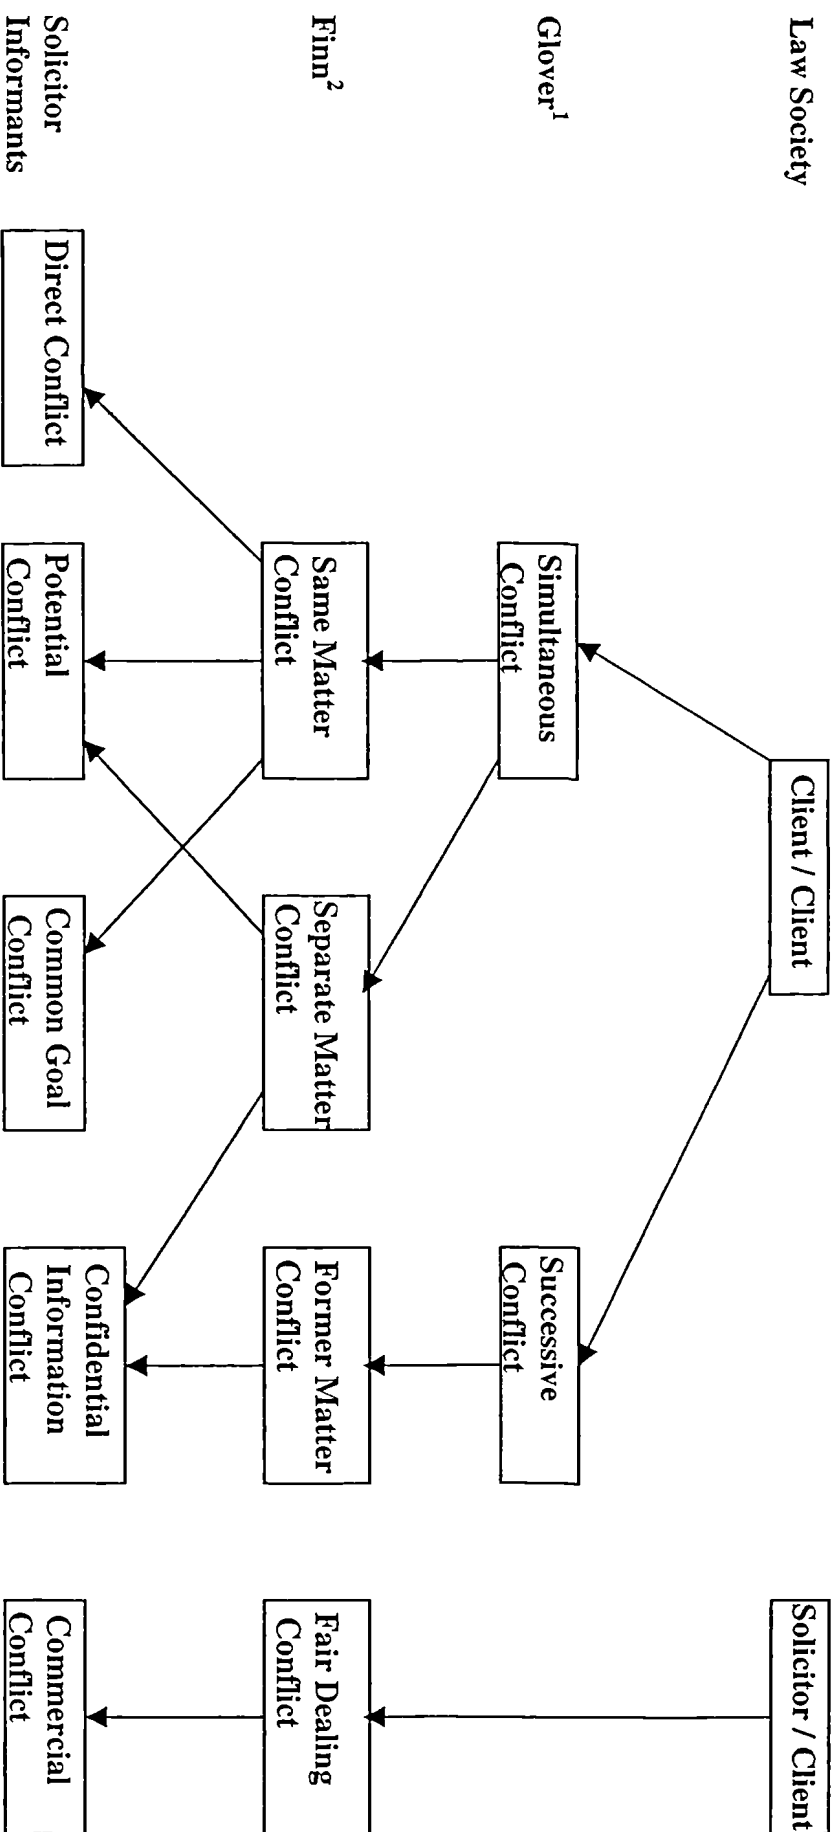 Law Society
Client / Client
Solicitor / Client
Glover¹
Simultaneous
Conflict
Successive
Conflict
Finn²
Same Matter
Conflict
Separate Matter
Conflict
Former Matter
Conflict
Fair Dealing
Conflict
Solicitor
Informants
Direct Conflict
Potential
Conflict
Common Goal
Conflict
Confidential
Information
Conflict
Commercial
Conflict